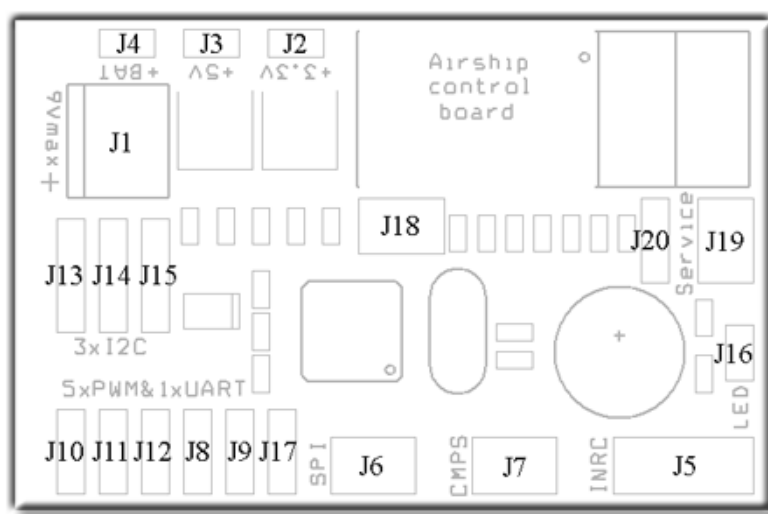 J4 J3 J2
+BAT +5V +3.3V
Airship
control
board
+9Vmax
J1
J18
J20
Service
J19
J13 J14 J15
3xI2C
J16
LED
5xPWM&1xUART
J10 J11 J12 J8 J9 J17
SPI
J6
CMPS
J7
INRC
J5
+